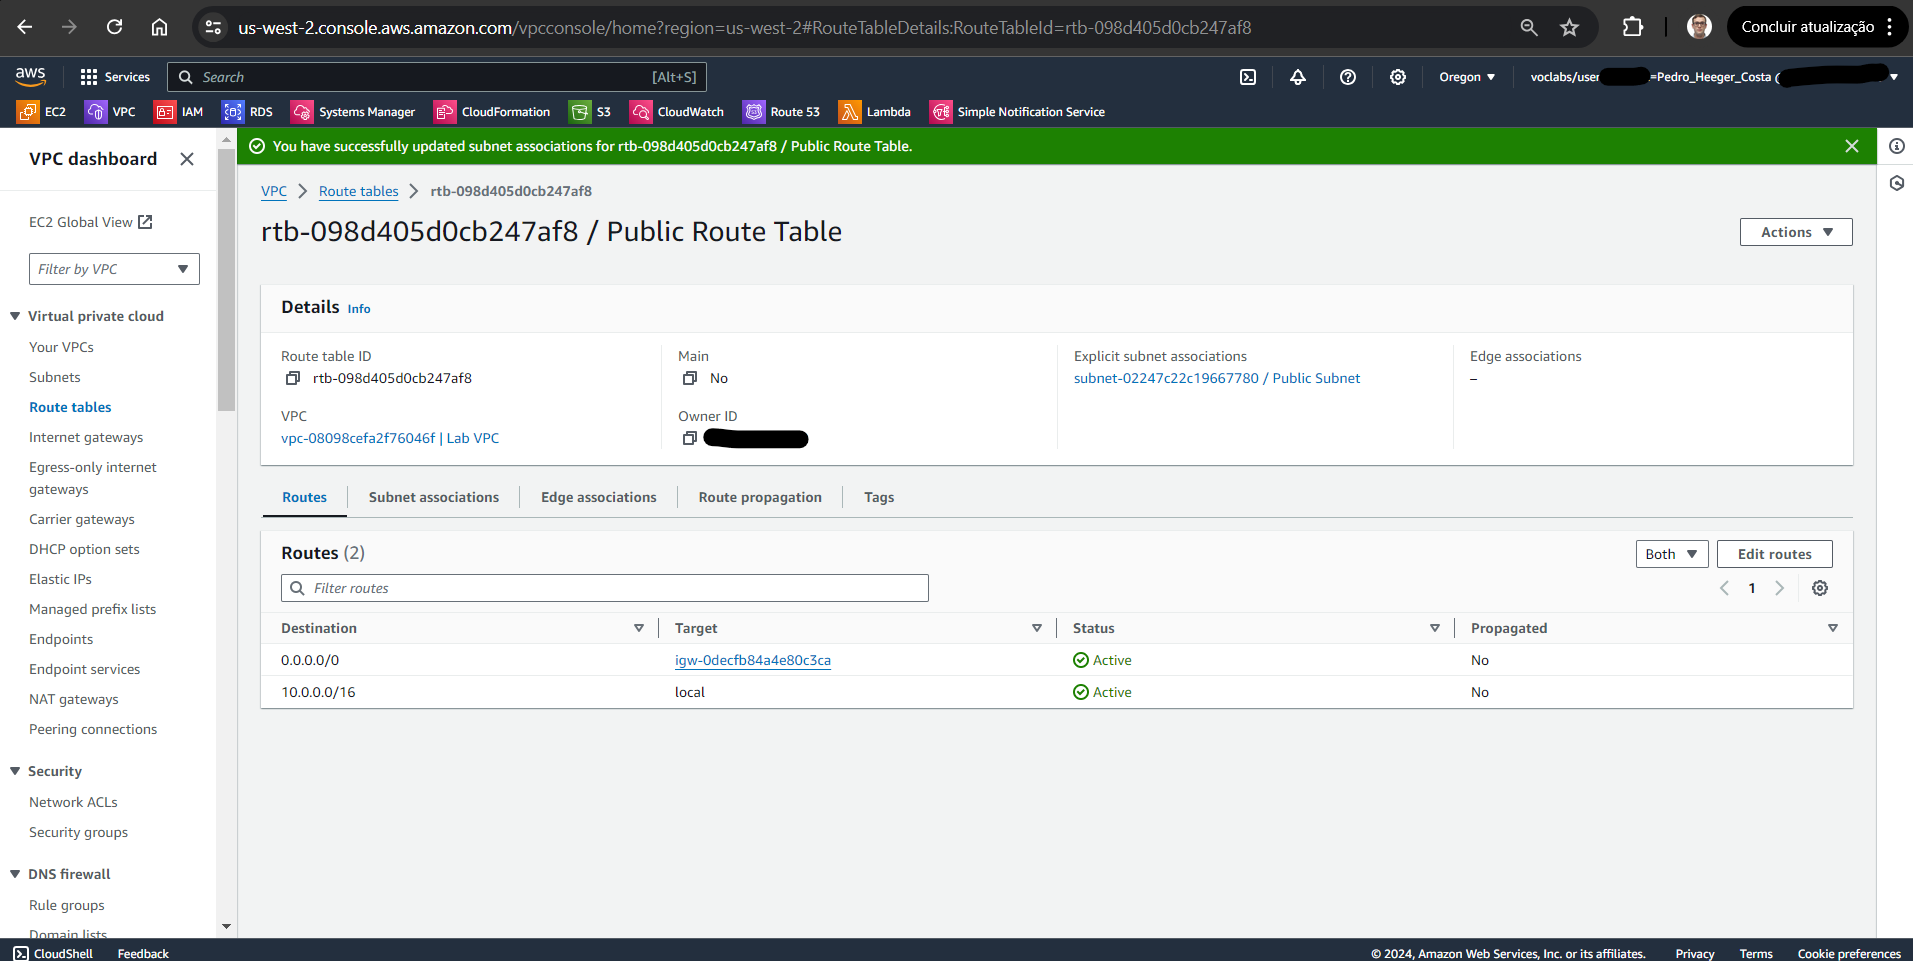 us-west-2.console.aws.amazon.com/vpcconsole/home?region=us-west-2#RouteTableDetails:RouteTableId=rtb-098d405d0cb247af8
Concluir atualização
aws
Services
Search
[Alt+S]
Oregon
voclabs/user
=Pedro_Heeger_Costa @
EC2
VPC
IAM
RDS
Systems Manager
CloudFormation
S3
CloudWatch
Route 53
Lambda
Simple Notification Service
VPC dashboard
You have successfully updated subnet associations for rtb-098d405d0cb247af8 / Public Route Table.
EC2 Global View
Filter by VPC
Virtual private cloud
Your VPCs
Subnets
Route tables
Internet gateways
Egress-only internet
gateways
Carrier gateways
DHCP option sets
Elastic IPs
Managed prefix lists
Endpoints
Endpoint services
NAT gateways
Peering connections
Security
Network ACLs
Security groups
DNS firewall
Rule groups
Domain lists
VPC
Route tables
rtb-098d405d0cb247af8
rtb-098d405d0cb247af8 / Public Route Table
Actions
Details
Info
Route table ID
rtb-098d405d0cb247af8
Main
No
Explicit subnet associations
subnet-02247c22c19667780 / Public Subnet
Edge associations
–
VPC
vpc-08098cefa2f76046f | Lab VPC
Owner ID
Routes
Subnet associations
Edge associations
Route propagation
Tags
Routes (2)
Both
Edit routes
Filter routes
1
Destination
Target
Status
Propagated
0.0.0.0/0
igw-0decfb84a4e80c3ca
Active
No
10.0.0.0/16
local
Active
No
CloudShell
Feedback
© 2024, Amazon Web Services, Inc. or its affiliates.
Privacy
Terms
Cookie preferences